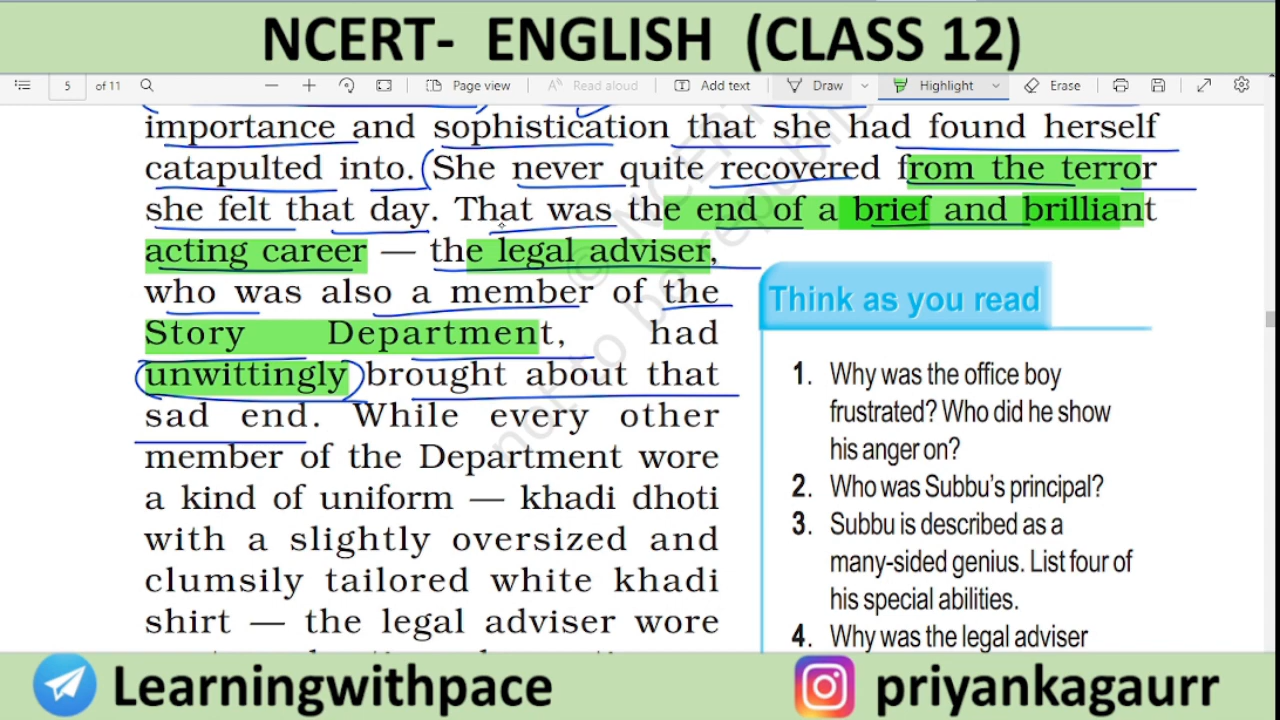 NCERT- ENGLISH (CLASS 12)
5 of 11 Page view Read aloud Add text Draw Highlight Erase
importance and sophistication that she had found herself
catapulted into. She never quite recovered from the terror
she felt that day. That was the end of a brief and brilliant
acting career — the legal adviser,
who was also a member of the
Story Department, had
unwittingly brought about that
sad end. While every other
member of the Department wore
a kind of uniform — khadi dhoti
with a slightly oversized and
clumsily tailored white khadi
shirt — the legal adviser wore
Think as you read
1. Why was the office boy
frustrated? Who did he show
his anger on?
2. Who was Subbu's principal?
3. Subbu is described as a
many-sided genius. List four of
his special abilities.
4. Why was the legal adviser
© NCERT
not to be republis
Learningwithpace
priyankagaurr